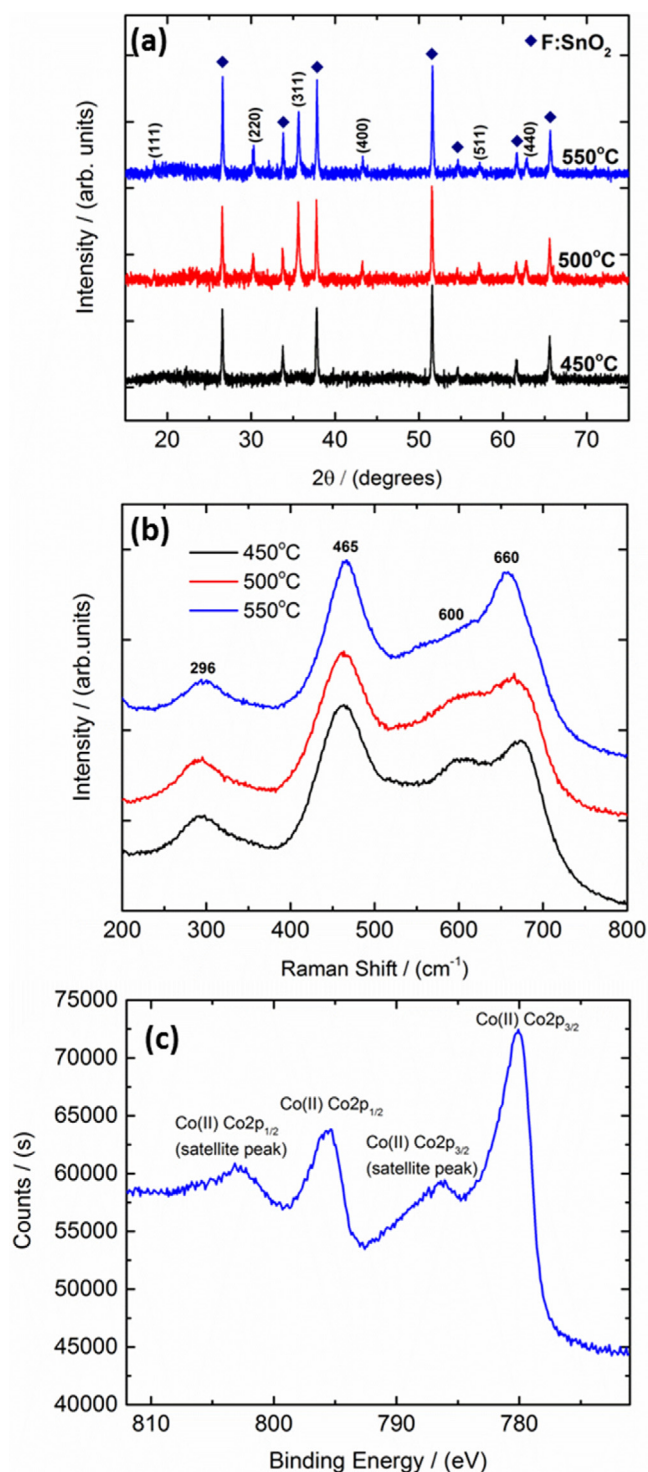 (a)
◆ F:SnO₂
(111)
(220)
(311)
(400)
(511)
(440)
550°C
500°C
450°C
Intensity / (arb. units)
20 30 40 50 60 70
2θ / (degrees)
(b)
450°C
500°C
550°C
296
465
600
660
Intensity / (arb.units)
200 300 400 500 600 700 800
Raman Shift / (cm⁻¹)
(c)
Co(II) Co2p₃/₂
Co(II) Co2p₁/₂
Co(II) Co2p₁/₂
(satellite peak)
Co(II) Co2p₃/₂
(satellite peak)
75000
70000
65000
60000
55000
50000
45000
40000
Counts / (s)
810 800 790 780
Binding Energy / (eV)